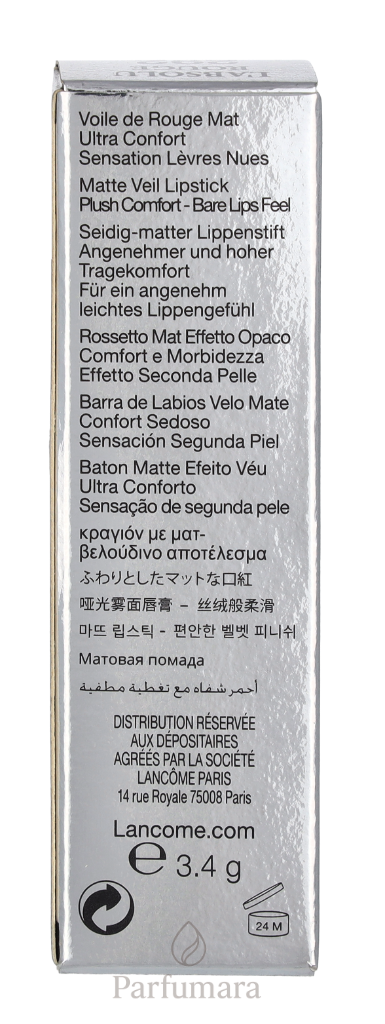 L'ABSOLU
ROUGE
Voile de Rouge Mat
Ultra Confort
Sensation Lèvres Nues
Matte Veil Lipstick
Plush Comfort - Bare Lips Feel
Seidig-matter Lippenstift
Angenehmer und hoher
Tragekomfort
Für ein angenehm
leichtes Lippengefühl
Rossetto Mat Effetto Opaco
Comfort e Morbidezza
Effetto Seconda Pelle
Barra de Labios Velo Mate
Confort Sedoso
Sensación Segunda Piel
Baton Matte Efeito Véu
Ultra Conforto
Sensação de segunda pele
κραγιόν με ματ-
βελούδινο αποτέλεσμα
ふわりとしたマットな口紅
哑光雾面唇膏 – 丝绒般柔滑
마뜨 립스틱 - 편안한 벨벳 피니쉬
Матовая помада
أحمر شفاه مع تغطية مطفية
DISTRIBUTION RÉSERVÉE
AUX DÉPOSITAIRES
AGRÉÉS PAR LA SOCIÉTÉ
LANCÔME PARIS
14 rue Royale 75008 Paris
Lancome.com
℮ 3.4 g
24 M
Parfumara